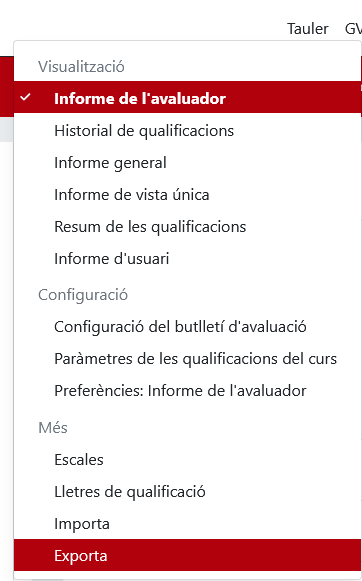 Tauler GV
Visualització
Informe de l'avaluador
Historial de qualificacions
Informe general
Informe de vista única
Resum de les qualificacions
Informe d'usuari
Configuració
Configuració del butlletí d'avaluació
Paràmetres de les qualificacions del curs
Preferències: Informe de l'avaluador
Més
Escales
Lletres de qualificació
Importa
Exporta